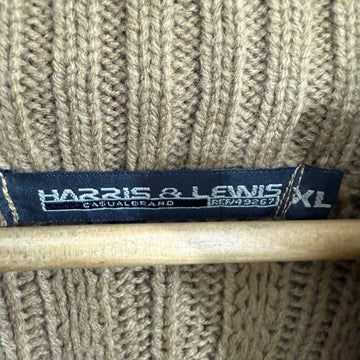 HARRIS & LEWIS XL
CASUALBRAND REF/49267